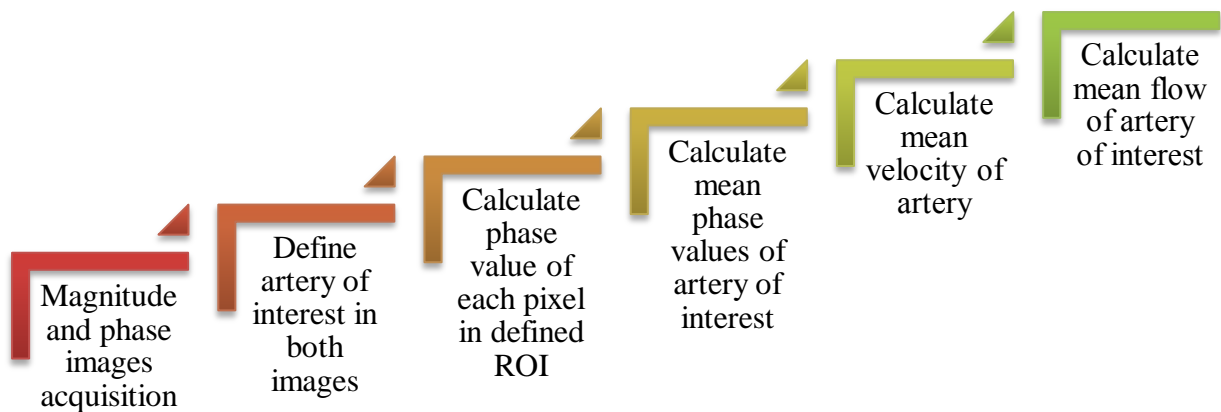 Magnitude
and phase
images
acquisition
Define
artery of
interest in
both
images
Calculate
phase
value of
each pixel
in defined
ROI
Calculate
mean
phase
values of
artery of
interest
Calculate
mean
velocity of
artery
Calculate
mean flow
of artery
of interest